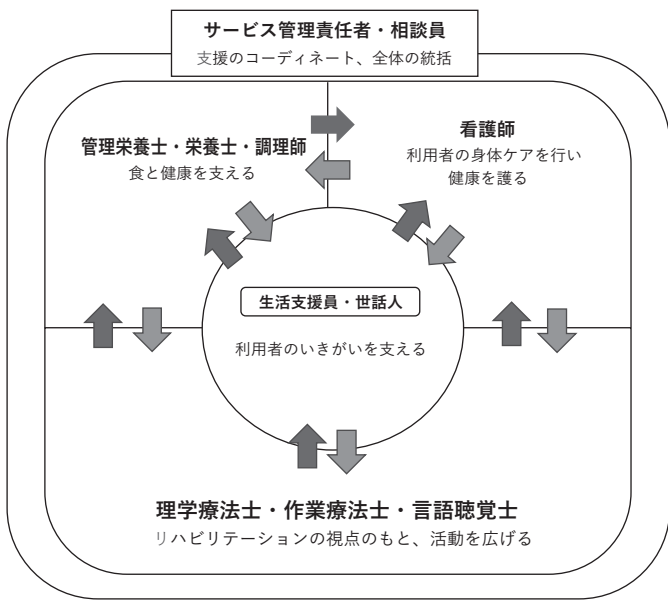 サービス管理責任者・相談員
支援のコーディネート、全体の統括
管理栄養士・栄養士・調理師
食と健康を支える
看護師
利用者の身体ケアを行い
健康を護る
生活支援員・世話人
利用者のいきがいを支える
理学療法士・作業療法士・言語聴覚士
リハビリテーションの視点のもと、活動を広げる